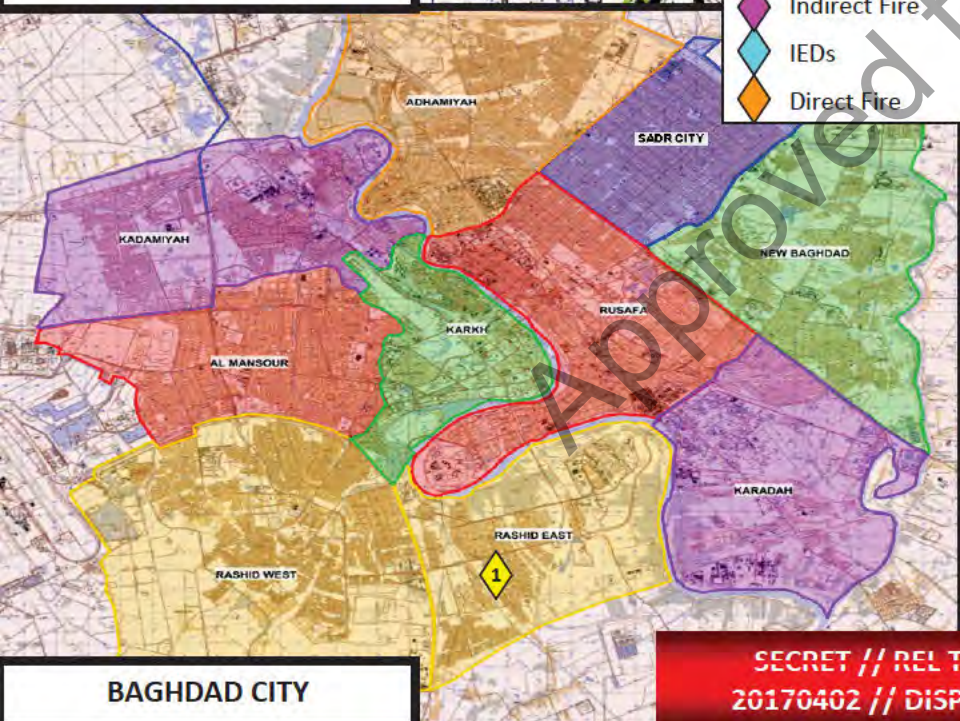 Indirect Fire
IEDs
Direct Fire
Approved f
ADHAMIYAH
SADR CITY
KADAMIYAH
NEW BAGHDAD
RUSAFA
KARKH
AL MANSOUR
KARADAH
RASHID EAST
1
RASHID WEST
BAGHDAD CITY
SECRET // REL T
20170402 // DISP